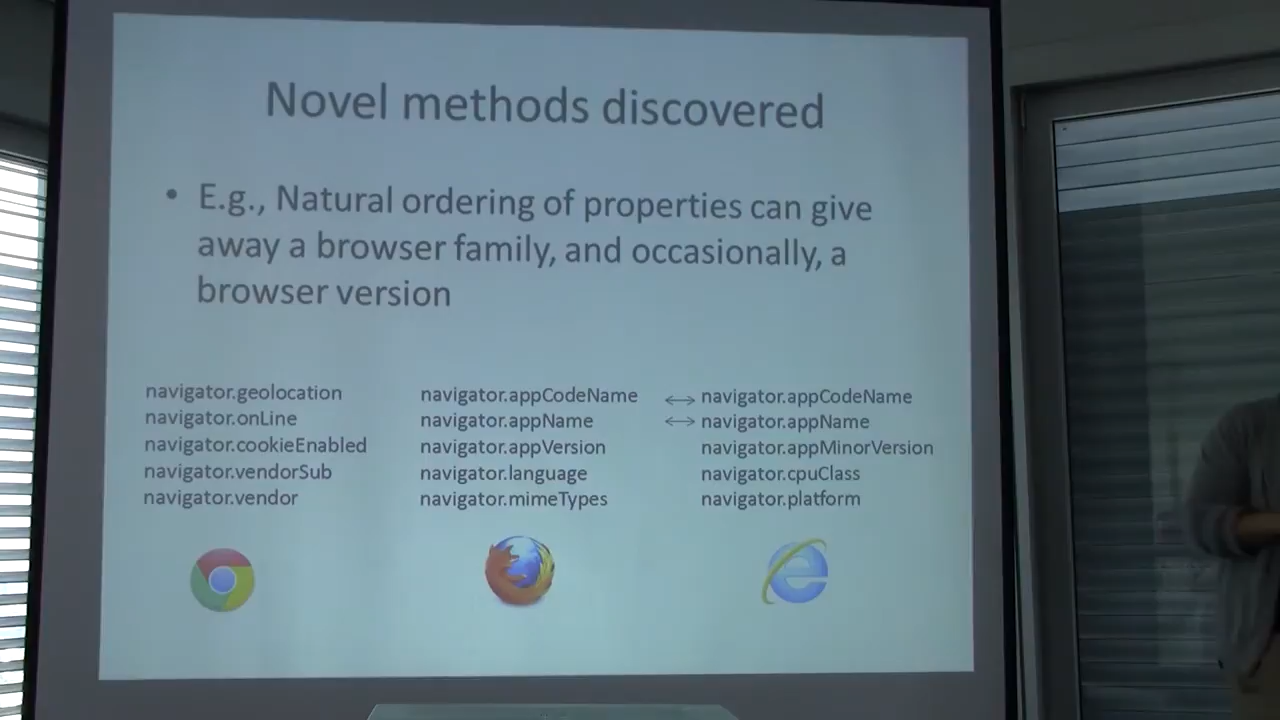 Novel methods discovered
• E.g., Natural ordering of properties can give
away a browser family, and occasionally, a
browser version
navigator.geolocation
navigator.onLine
navigator.cookieEnabled
navigator.vendorSub
navigator.vendor
navigator.appCodeName
navigator.appName
navigator.appVersion
navigator.language
navigator.mimeTypes
↔ navigator.appCodeName
↔ navigator.appName
navigator.appMinorVersion
navigator.cpuClass
navigator.platform